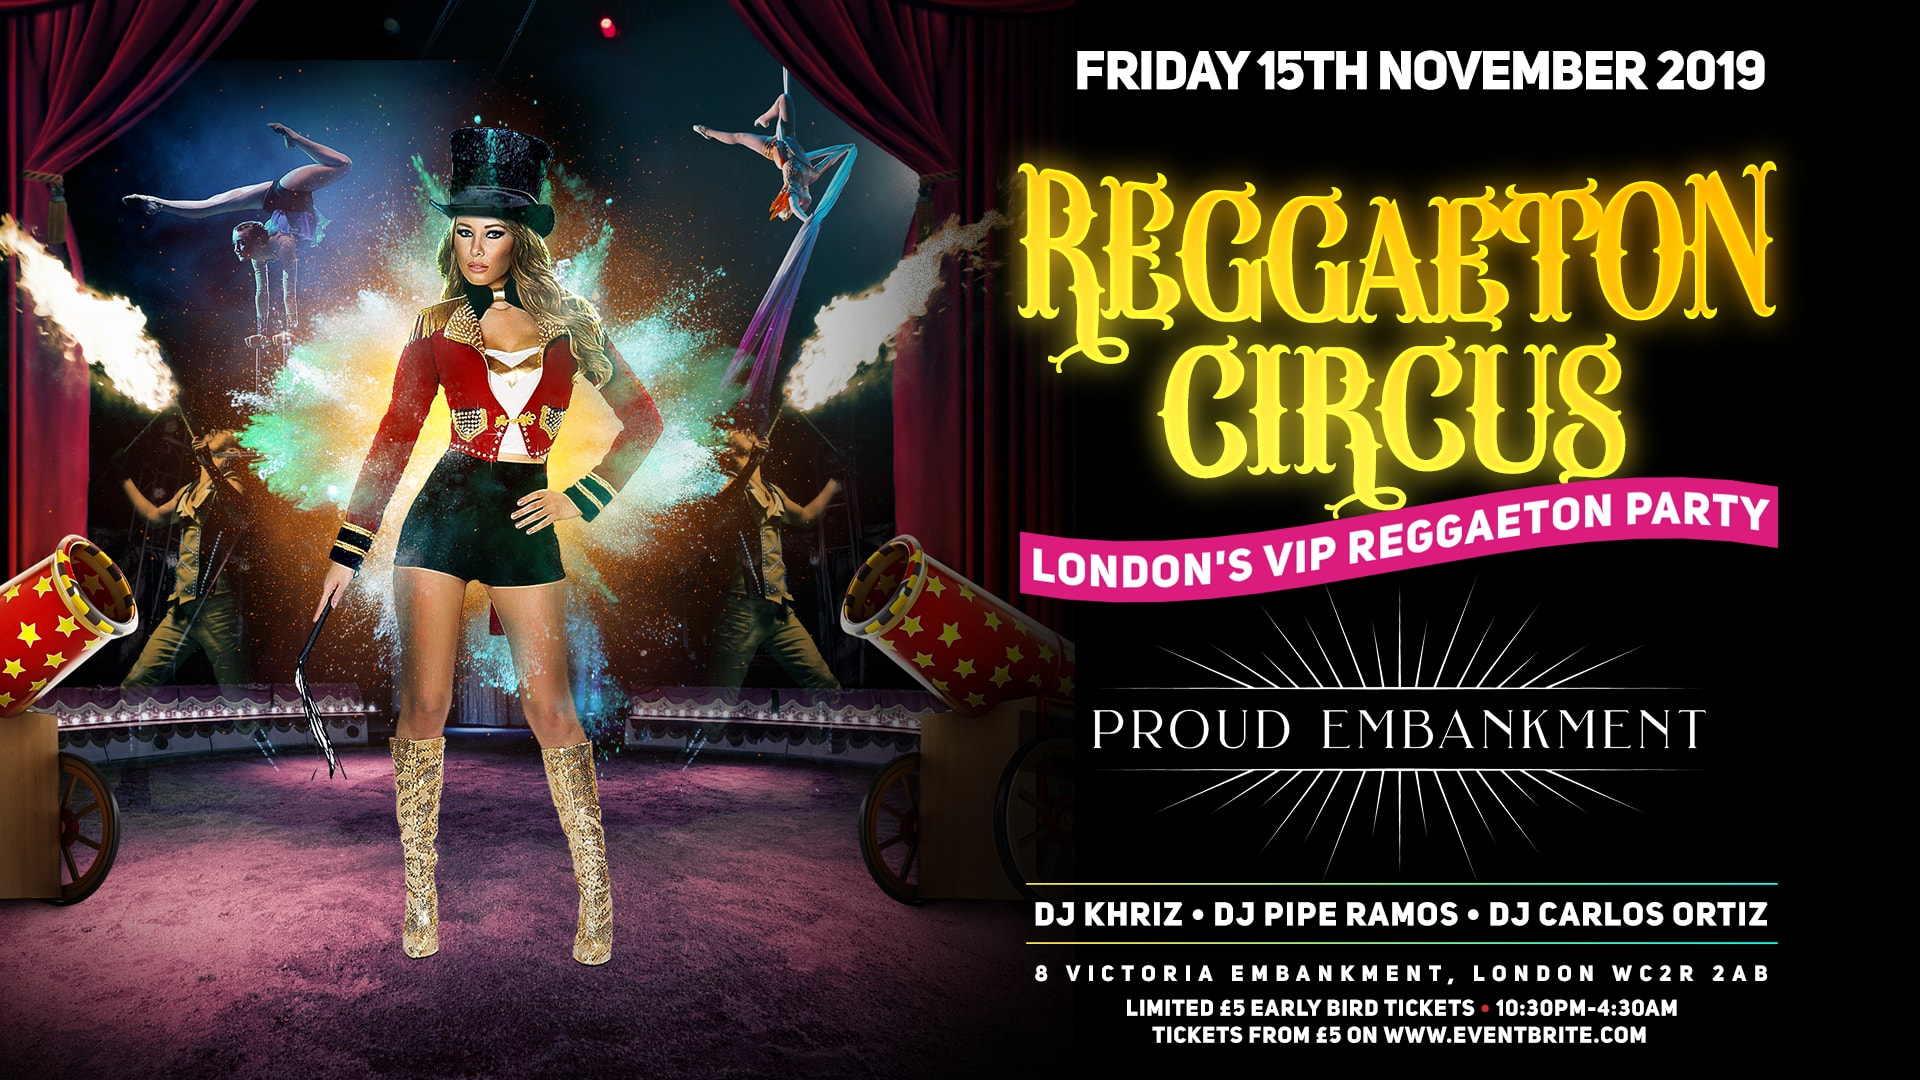 FRIDAY 15TH NOVEMBER 2019
REGGAETON
CIRCUS
LONDON'S VIP REGGAETON PARTY
PROUD EMBANKMENT
DJ KHRIZ • DJ PIPE RAMOS • DJ CARLOS ORTIZ
8 VICTORIA EMBANKMENT, LONDON WC2R 2AB
LIMITED £5 EARLY BIRD TICKETS • 10:30PM-4:30AM
TICKETS FROM £5 ON WWW.EVENTBRITE.COM